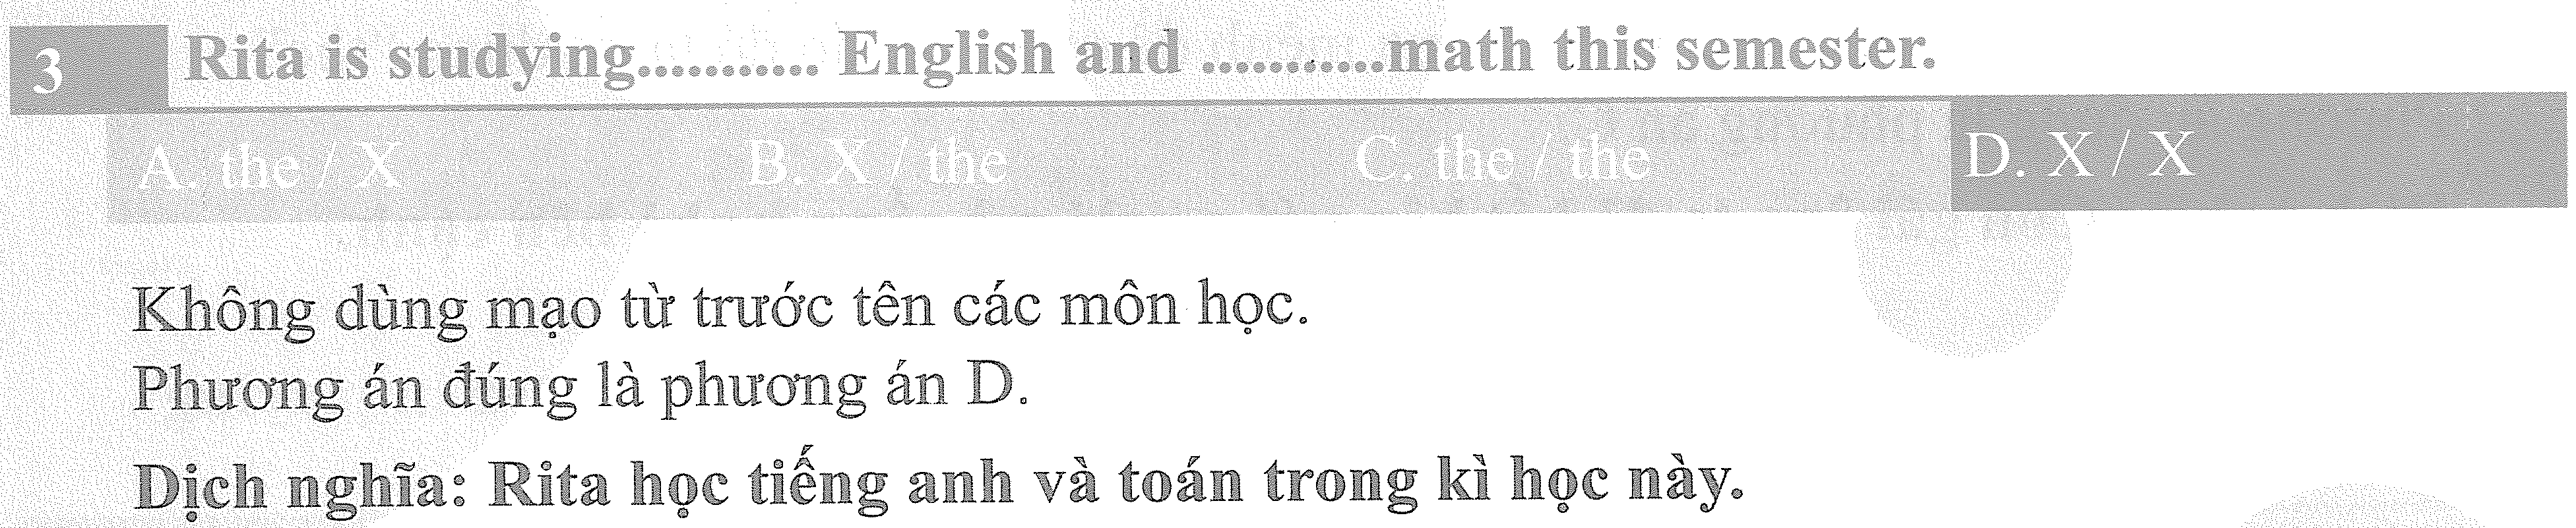 3 Rita is studying........... English and ...........math this semester.
A. the / X B. X / the C. the / the D. X / X
Không dùng mạo từ trước tên các môn học.
Phương án đúng là phương án D.
Dịch nghĩa: Rita học tiếng anh và toán trong kì học này.